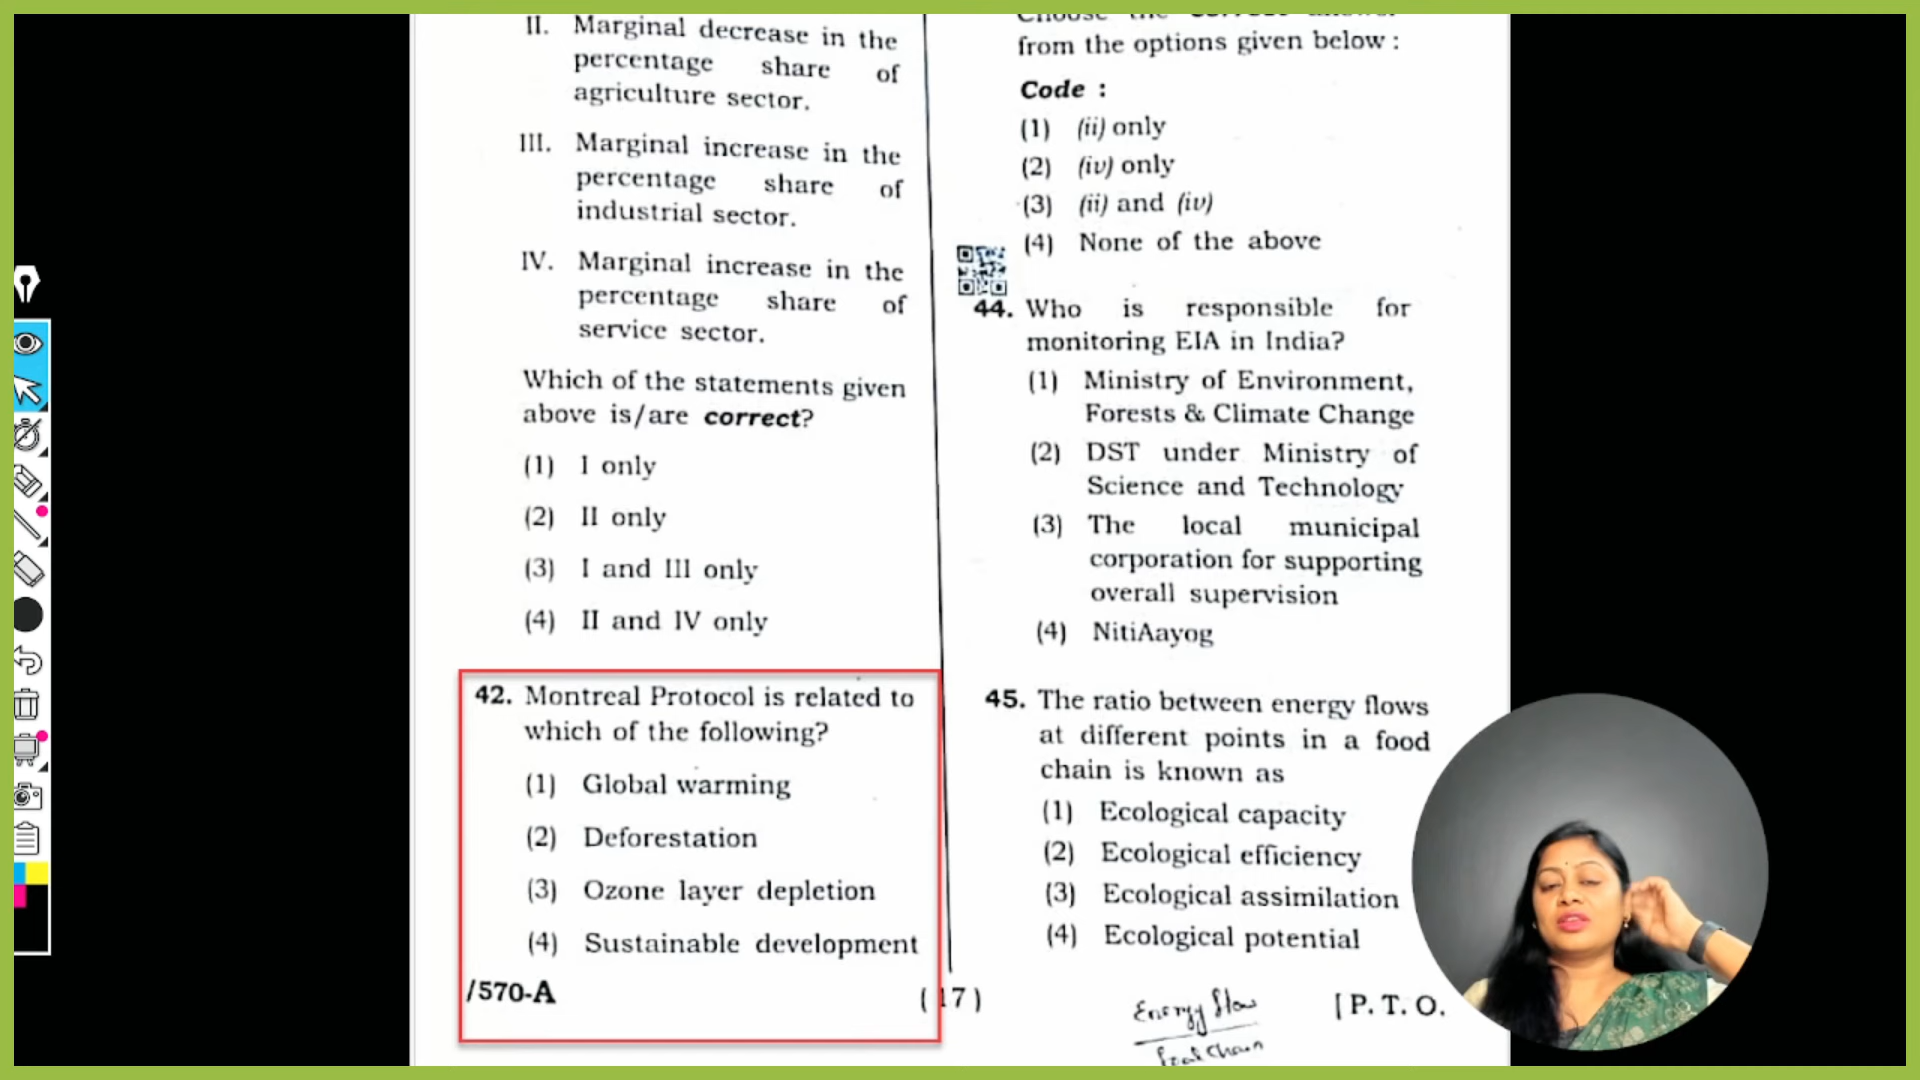 II. Marginal decrease in the
percentage share of
agriculture sector.
III. Marginal increase in the
percentage share of
industrial sector.
IV. Marginal increase in the
percentage share of
service sector.
Which of the statements given
above is/are correct?
(1) I only
(2) II only
(3) I and III only
(4) II and IV only
42. Montreal Protocol is related to
which of the following?
(1) Global warming
(2) Deforestation
(3) Ozone layer depletion
(4) Sustainable development
/570-A
Choose the correct answer
from the options given below :
Code :
(1) (ii) only
(2) (iv) only
(3) (ii) and (iv)
(4) None of the above
44. Who is responsible for
monitoring EIA in India?
(1) Ministry of Environment,
Forests & Climate Change
(2) DST under Ministry of
Science and Technology
(3) The local municipal
corporation for supporting
overall supervision
(4) NitiAayog
45. The ratio between energy flows
at different points in a food
chain is known as
(1) Ecological capacity
(2) Ecological efficiency
(3) Ecological assimilation
(4) Ecological potential
( 17 )
[ P. T. O.
Energy flow
food chain